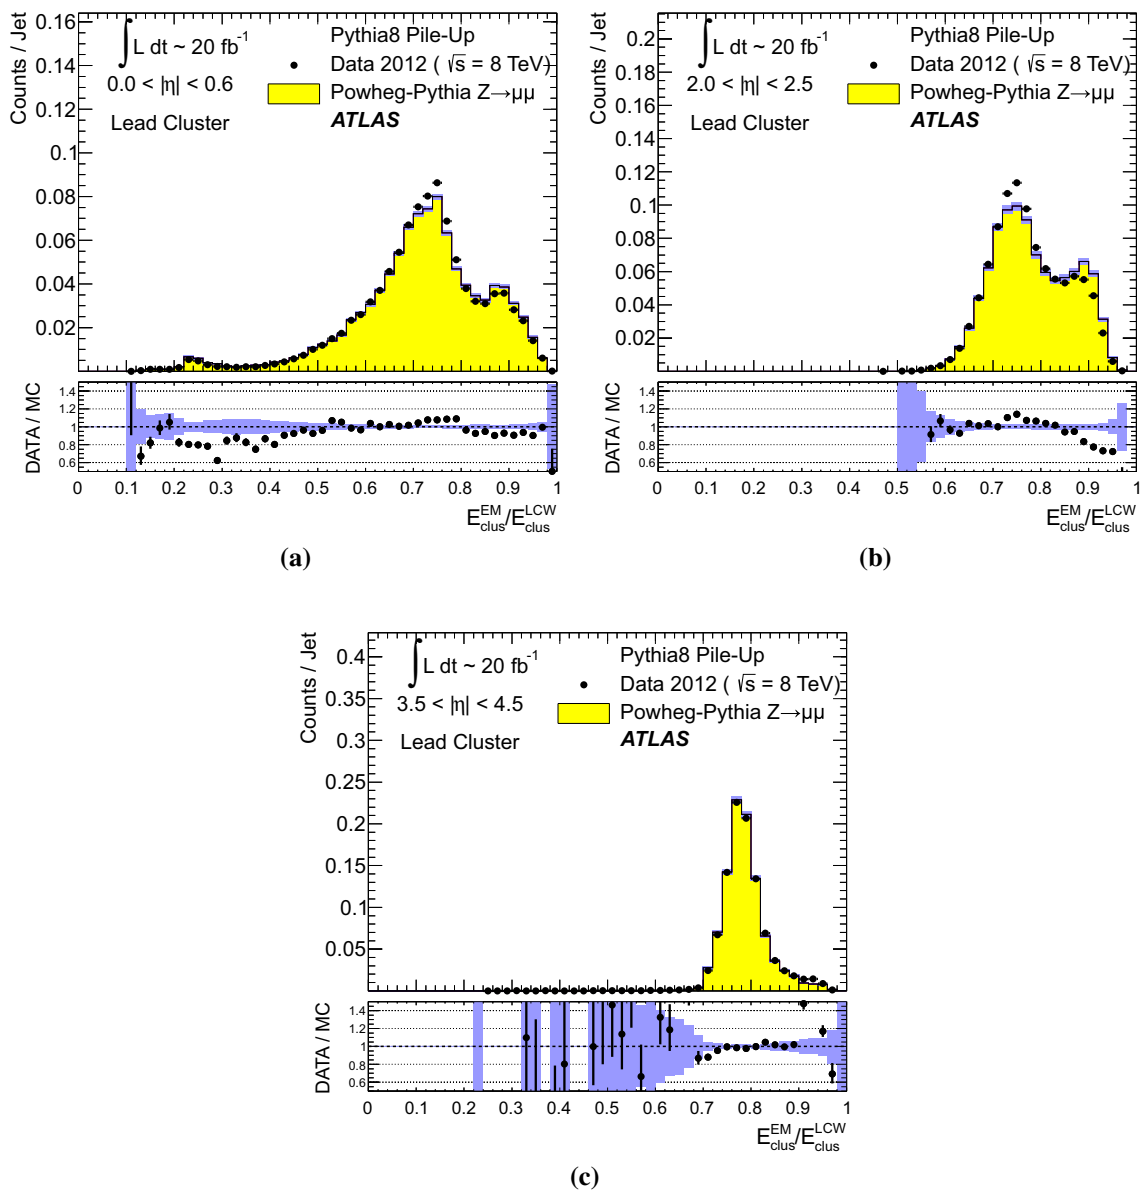 Counts / Jet
0.16
0.14
0.12
0.1
0.08
0.06
0.04
0.02
∫ L dt ~ 20 fb⁻¹
0.0 < |η| < 0.6
Lead Cluster
Pythia8 Pile-Up
Data 2012 ( √s = 8 TeV)
Powheg-Pythia Z→μμ
ATLAS
DATA / MC
1.4
1.2
1
0.8
0.6
0 0.1 0.2 0.3 0.4 0.5 0.6 0.7 0.8 0.9 1
E_clus^EM/E_clus^LCW
(a)
Counts / Jet
0.2
0.18
0.16
0.14
0.12
0.1
0.08
0.06
0.04
0.02
∫ L dt ~ 20 fb⁻¹
2.0 < |η| < 2.5
Lead Cluster
Pythia8 Pile-Up
Data 2012 ( √s = 8 TeV)
Powheg-Pythia Z→μμ
ATLAS
DATA / MC
1.4
1.2
1
0.8
0.6
0 0.1 0.2 0.3 0.4 0.5 0.6 0.7 0.8 0.9 1
E_clus^EM/E_clus^LCW
(b)
Counts / Jet
0.4
0.35
0.3
0.25
0.2
0.15
0.1
0.05
∫ L dt ~ 20 fb⁻¹
3.5 < |η| < 4.5
Lead Cluster
Pythia8 Pile-Up
Data 2012 ( √s = 8 TeV)
Powheg-Pythia Z→μμ
ATLAS
DATA / MC
1.4
1.2
1
0.8
0.6
0 0.1 0.2 0.3 0.4 0.5 0.6 0.7 0.8 0.9 1
E_clus^EM/E_clus^LCW
(c)